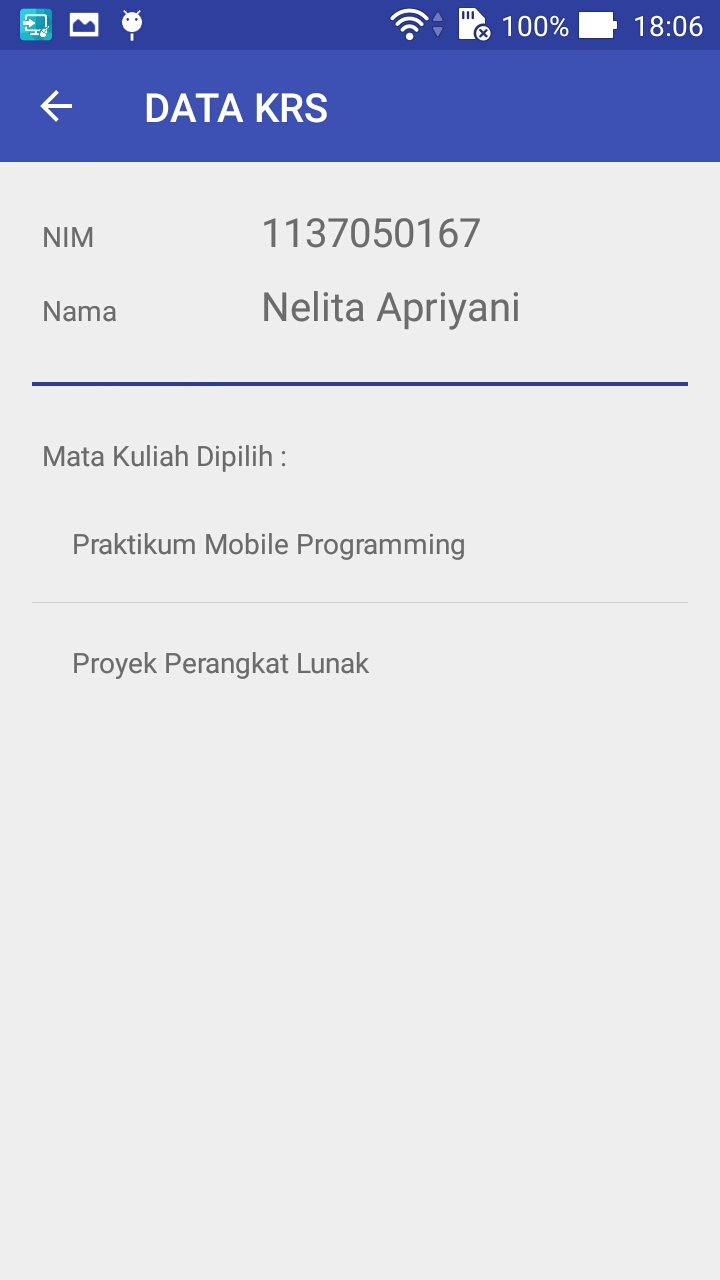 100% 18:06
DATA KRS
NIM 1137050167
Nama Nelita Apriyani
Mata Kuliah Dipilih :
Praktikum Mobile Programming
Proyek Perangkat Lunak